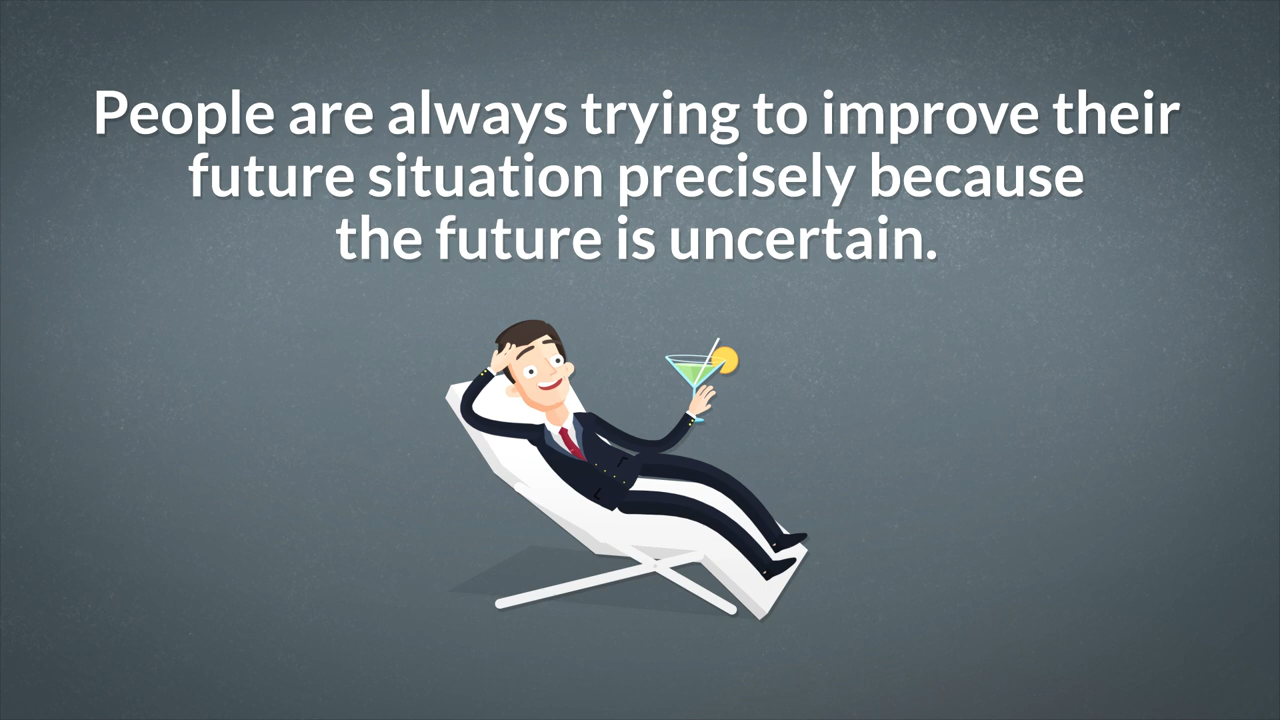 People are always trying to improve their
future situation precisely because
the future is uncertain.